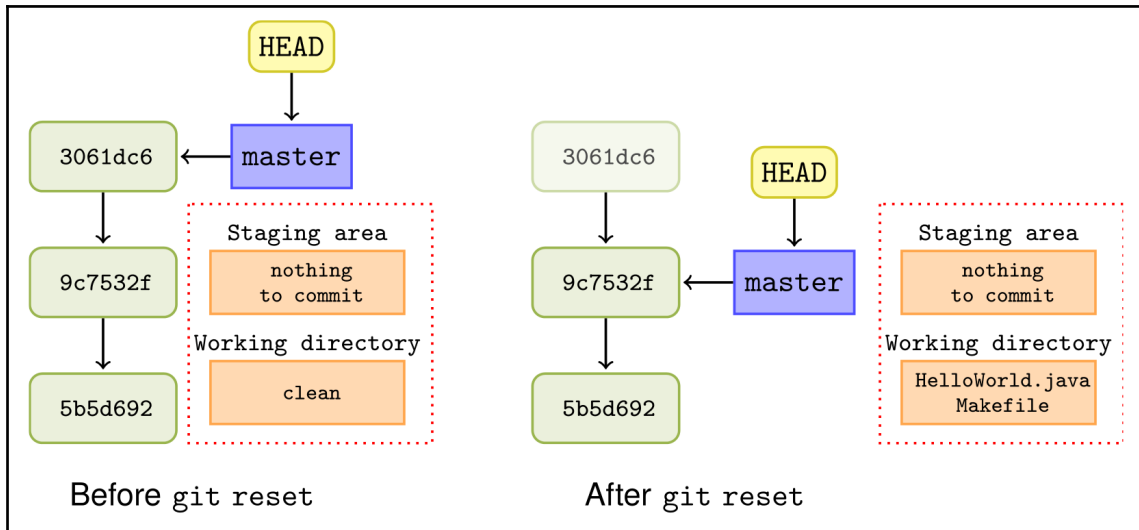 HEAD
3061dc6
master
Staging area
9c7532f
nothing
to commit
Working directory
5b5d692
clean
Before git reset
3061dc6
HEAD
9c7532f
master
Staging area
nothing
to commit
Working directory
5b5d692
HelloWorld.java
Makefile
After git reset